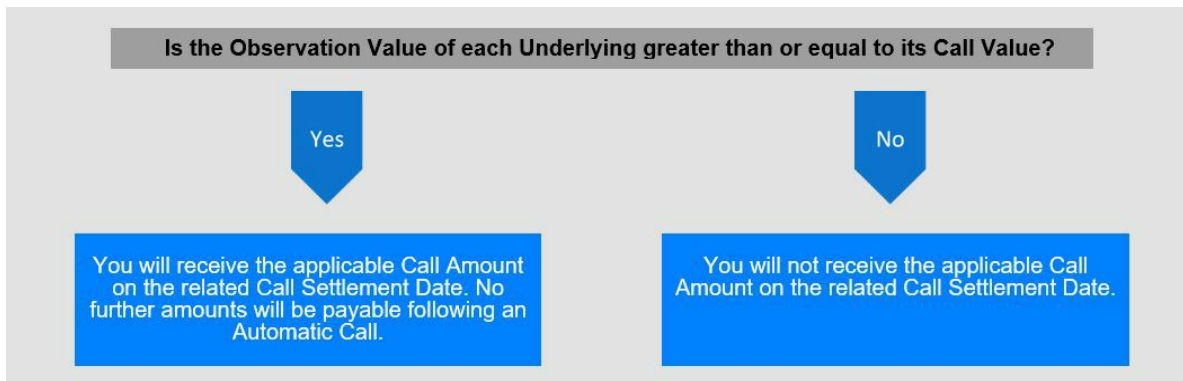 Is the Observation Value of each Underlying greater than or equal to its Call Value?
Yes
No
You will receive the applicable Call Amount
on the related Call Settlement Date. No
further amounts will be payable following an
Automatic Call.
You will not receive the applicable Call
Amount on the related Call Settlement Date.